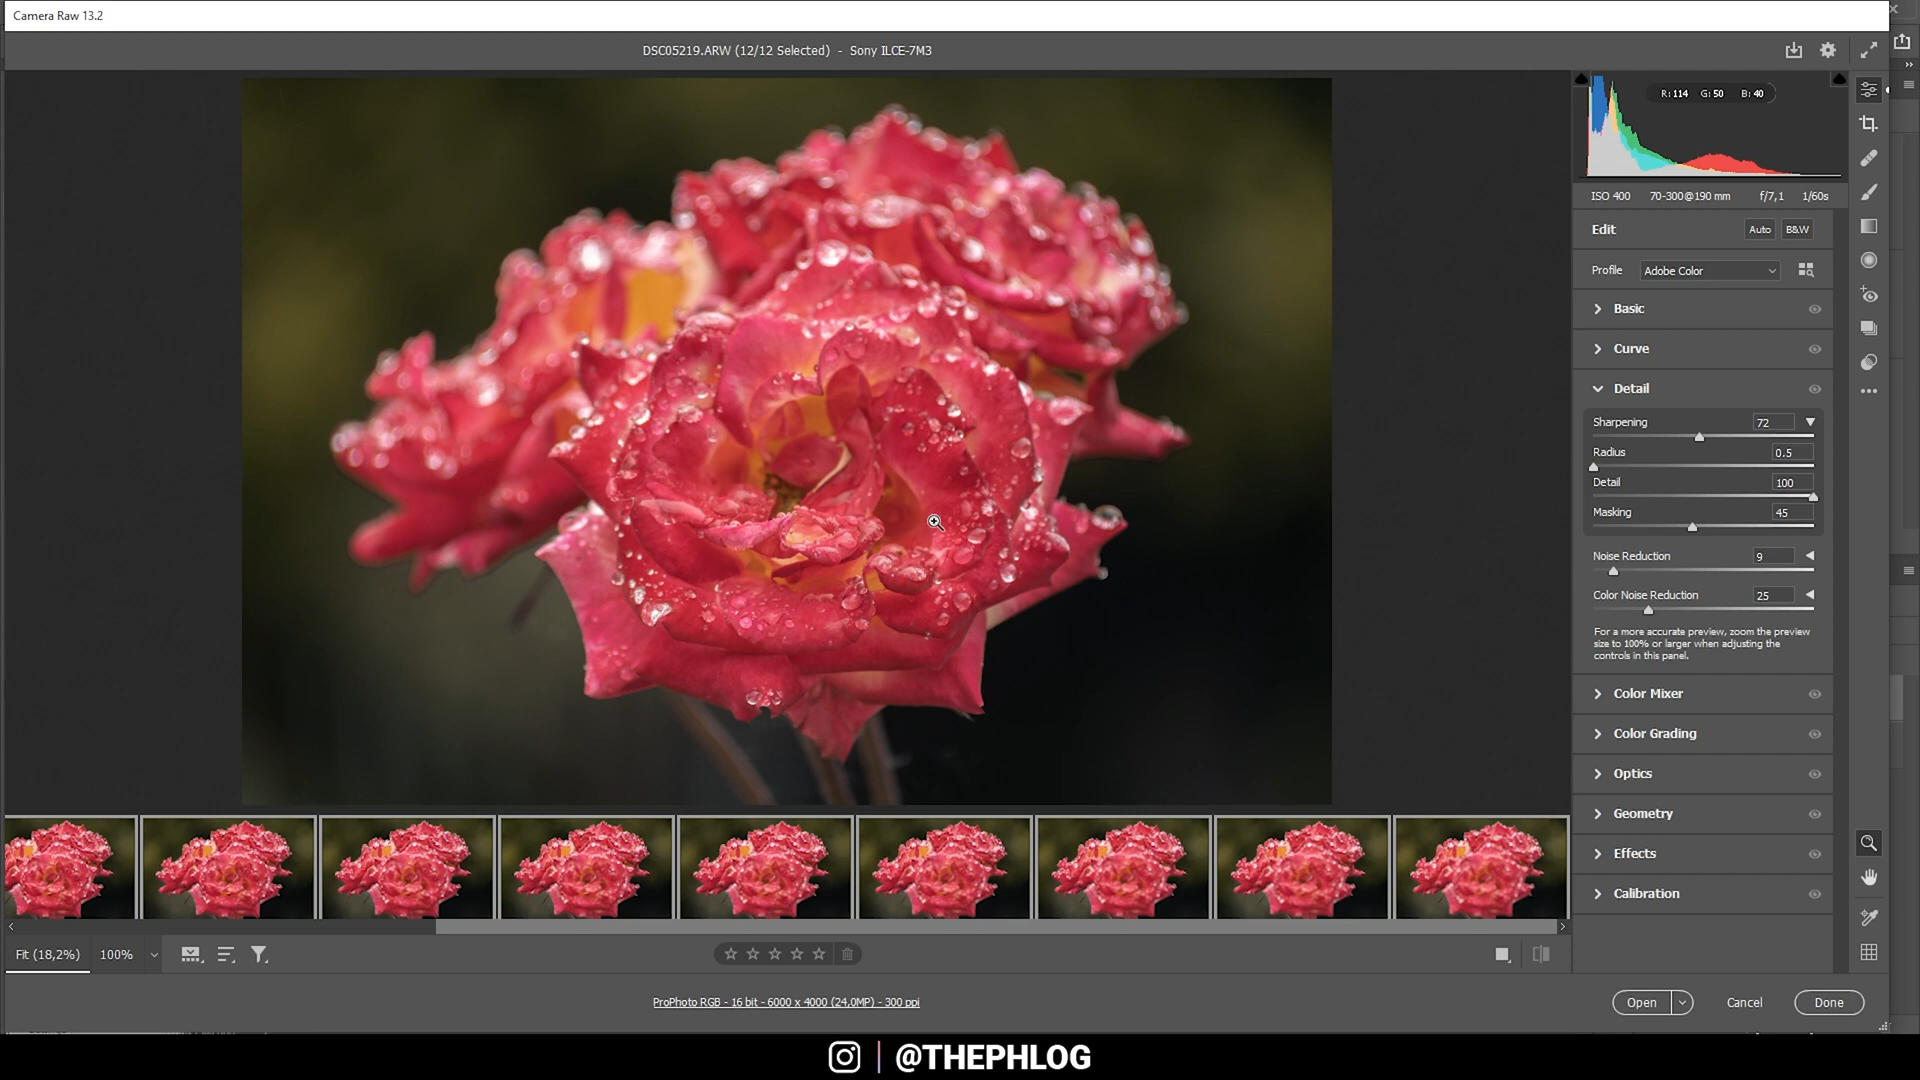 Camera Raw 13.2
DSC05219.ARW (12/12 Selected) - Sony ILCE-7M3
R: 114 G: 50 B: 40
ISO 400 70-300@190 mm f/7,1 1/60s
Edit Auto B&W
Profile Adobe Color
Basic
Curve
Detail
Sharpening 72
Radius 0.5
Detail 100
Masking 45
Noise Reduction 9
Color Noise Reduction 25
For a more accurate preview, zoom the preview
size to 100% or larger when adjusting the
controls in this panel.
Color Mixer
Color Grading
Optics
Geometry
Effects
Calibration
Fit (18,2%) 100%
ProPhoto RGB - 16 bit - 6000 x 4000 (24,0MP) - 300 ppi
Open Cancel Done
@THEPHLOG